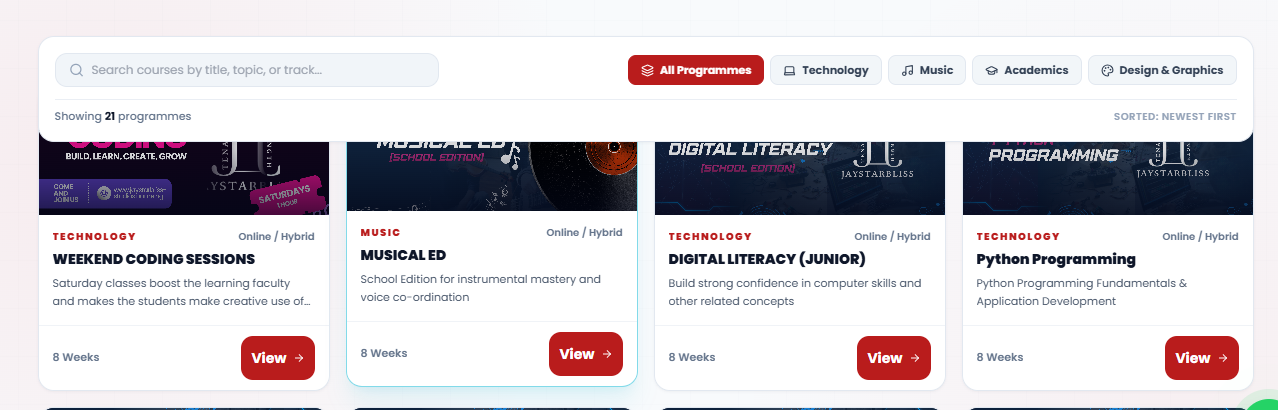 Search courses by title, topic, or track...
All Programmes
Technology
Music
Academics
Design & Graphics
Showing 21 programmes
SORTED: NEWEST FIRST
CODING
BUILD, LEARN, CREATE, GROW
COME
AND
JOIN US
SATURDAYS
1 HOUR
MUSICAL ED
[SCHOOL EDITION]
DIGITAL LITERACY
[SCHOOL EDITION]
JAYSTARBLISS
PYTHON
PROGRAMMING
JAYSTARBLISS
TECHNOLOGY
Online / Hybrid
WEEKEND CODING SESSIONS
Saturday classes boost the learning faculty
and makes the students make creative use of...
8 Weeks
View
MUSIC
Online / Hybrid
MUSICAL ED
School Edition for instrumental mastery and
voice co-ordination
8 Weeks
View
TECHNOLOGY
Online / Hybrid
DIGITAL LITERACY (JUNIOR)
Build strong confidence in computer skills and
other related concepts
8 Weeks
View
TECHNOLOGY
Online / Hybrid
Python Programming
Python Programming Fundamentals &
Application Development
8 Weeks
View